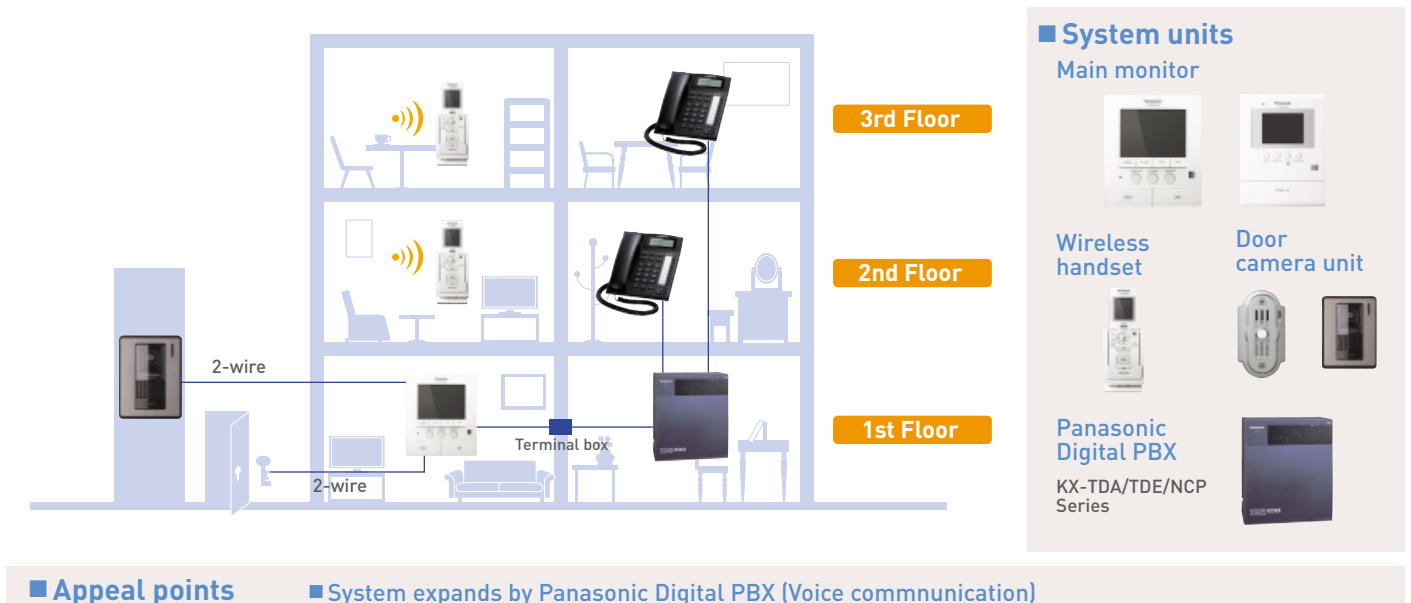 3rd Floor
2nd Floor
1st Floor
2-wire
Terminal box
2-wire
■ System units
Main monitor
Wireless
handset
Door
camera unit
Panasonic
Digital PBX
KX-TDA/TDE/NCP
Series
■ Appeal points
■ System expands by Panasonic Digital PBX (Voice commnunication)